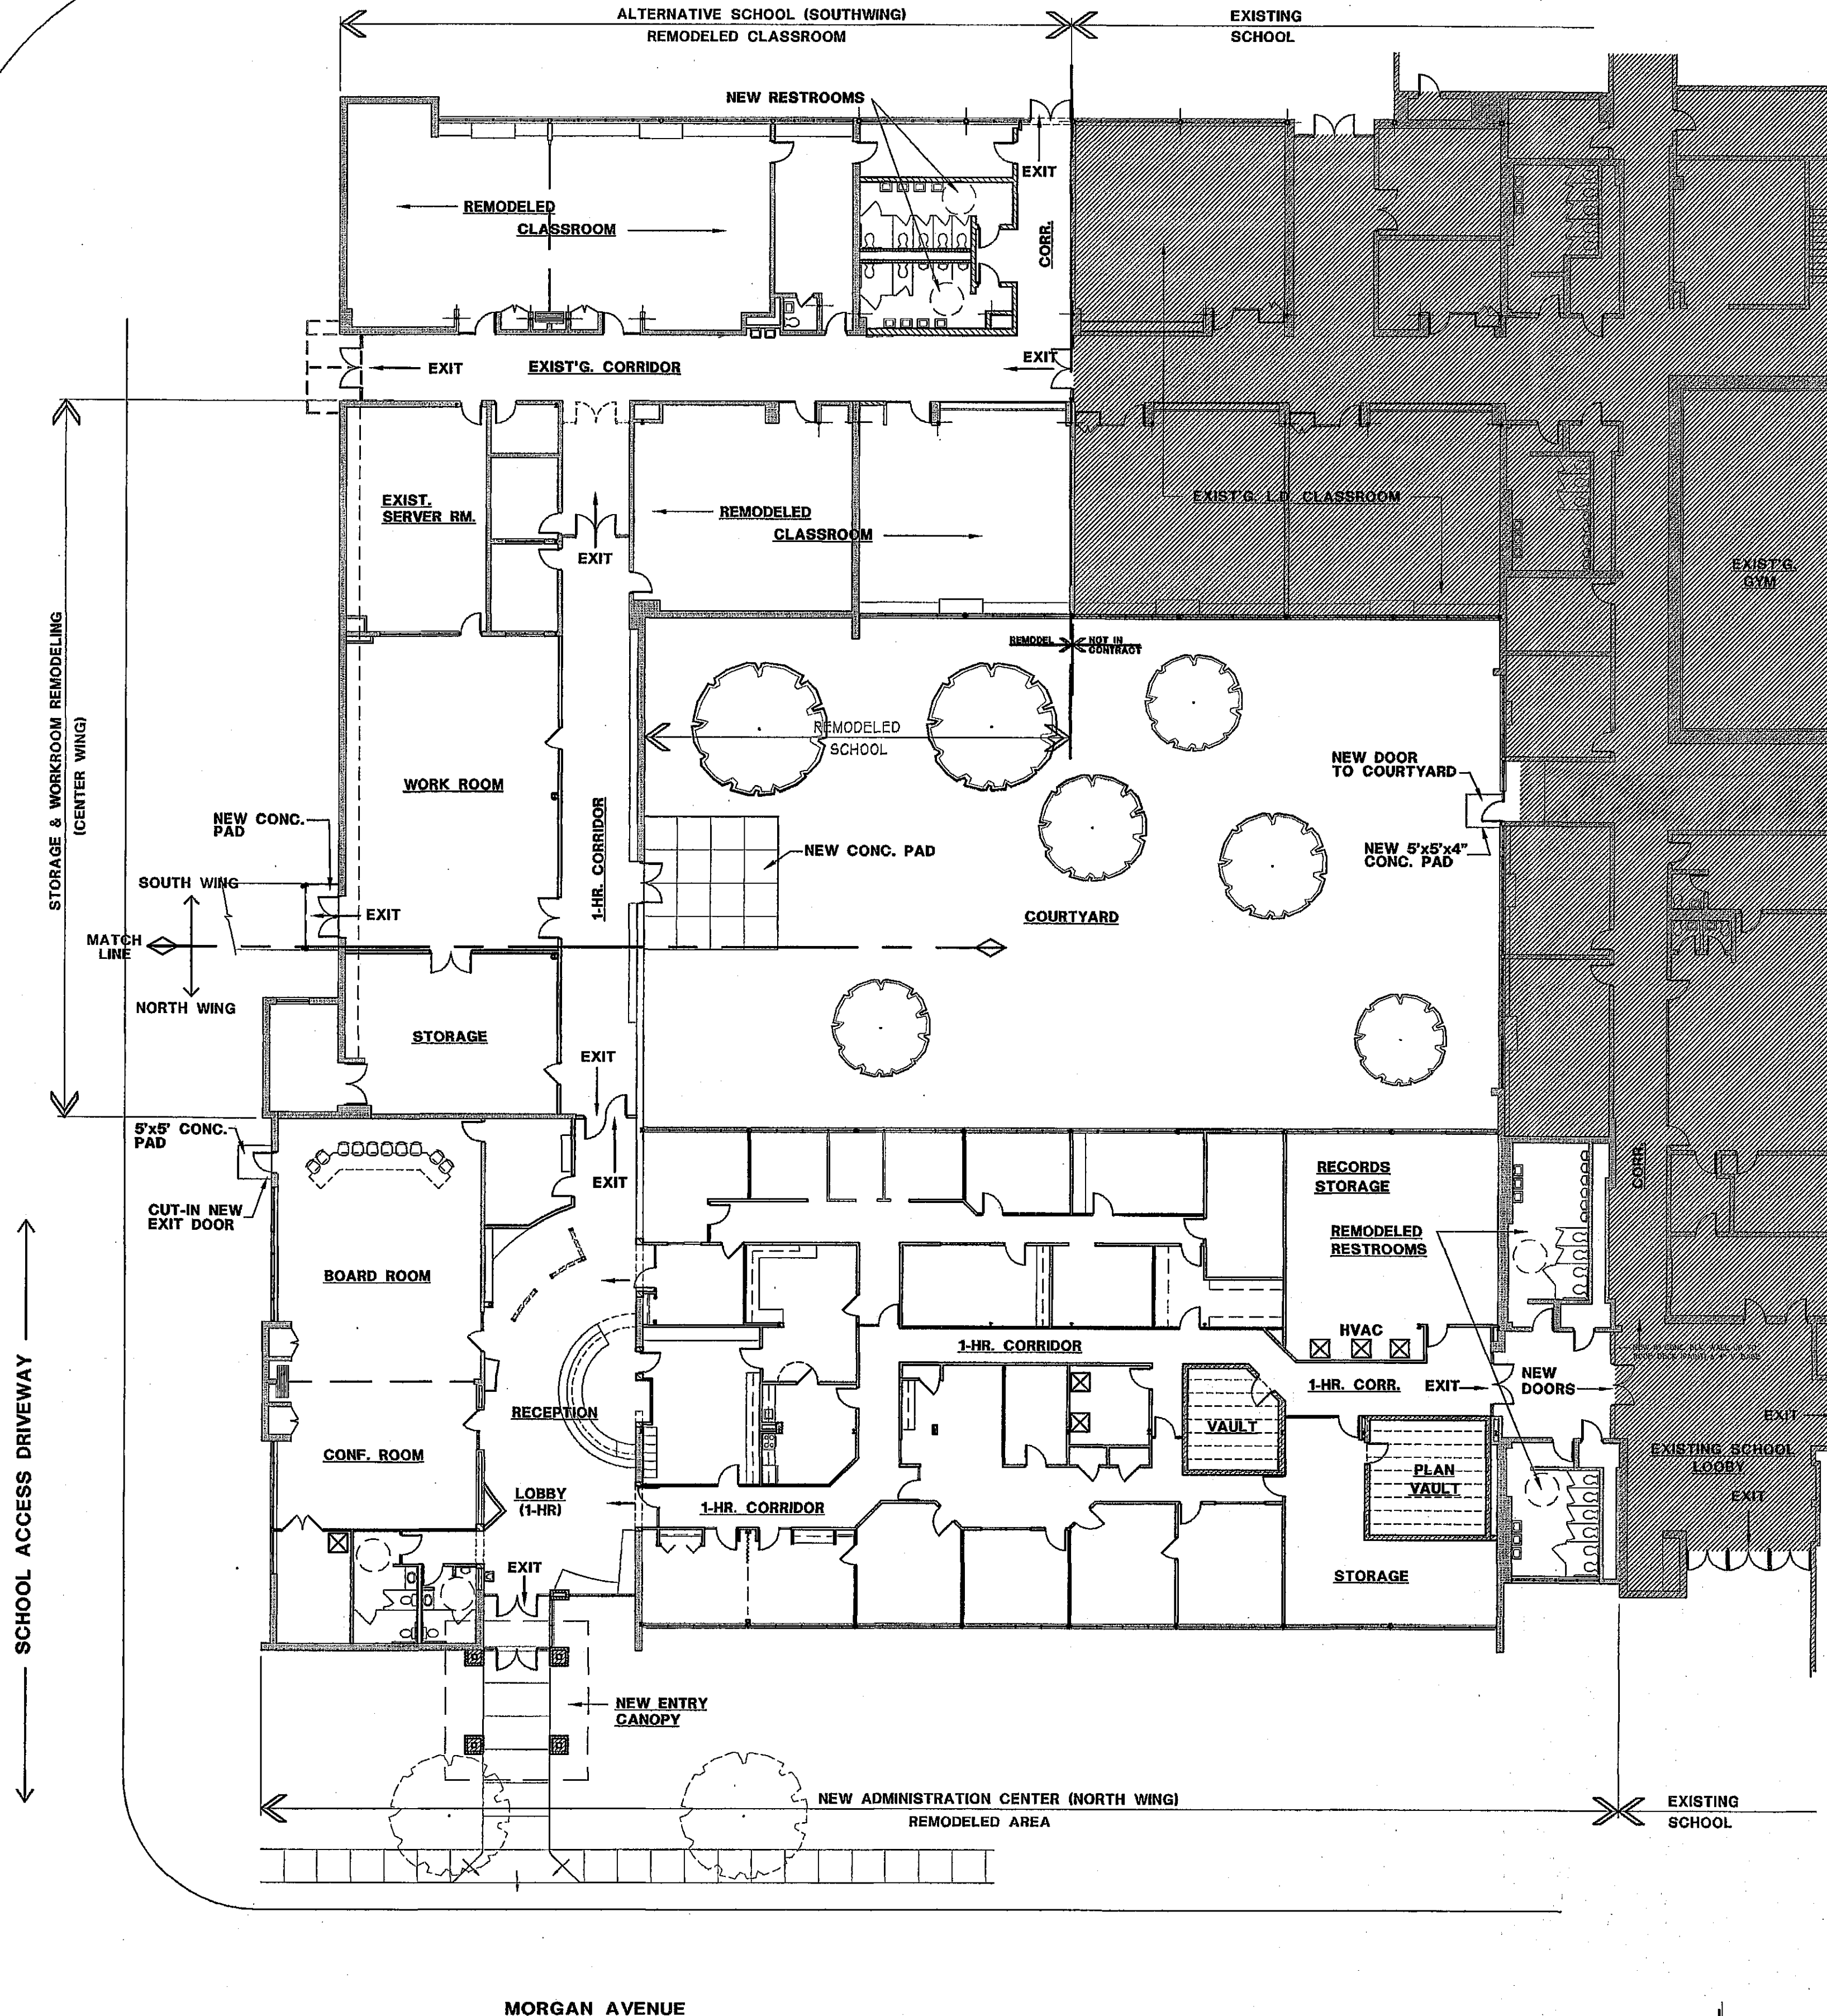 ALTERNATIVE SCHOOL (SOUTHWING)
REMODELED CLASSROOM
EXISTING
SCHOOL
NEW RESTROOMS
EXIT
REMODELED
CLASSROOM
CORR.
EXIT
EXIST'G. CORRIDOR
EXIT
EXIST.
SERVER RM.
EXIT
REMODELED
CLASSROOM
EXIST'G. L.D. CLASSROOM
EXIST'G.
GYM
STORAGE & WORKROOM REMODELING
(CENTER WING)
REMODEL
NOT IN
CONTRACT
REMODELED
SCHOOL
WORK ROOM
1-HR. CORRIDOR
NEW DOOR
TO COURTYARD
NEW CONC.
PAD
NEW CONC. PAD
NEW 5'x5'x4"
CONC. PAD
SOUTH WING
EXIT
COURTYARD
MATCH
LINE
NORTH WING
STORAGE
EXIT
5'x5' CONC.
PAD
EXIT
CUT-IN NEW
EXIT DOOR
RECORDS
STORAGE
CORR.
REMODELED
RESTROOMS
BOARD ROOM
HVAC
1-HR. CORRIDOR
1-HR. CORR.
EXIT
NEW
DOORS
RECEPTION
VAULT
EXIT
CONF. ROOM
EXISTING SCHOOL
LOOBY
PLAN
VAULT
LOBBY
(1-HR)
1-HR. CORRIDOR
EXIT
EXIT
STORAGE
SCHOOL ACCESS DRIVEWAY
NEW ENTRY
CANOPY
NEW ADMINISTRATION CENTER (NORTH WING)
REMODELED AREA
EXISTING
SCHOOL
MORGAN AVENUE